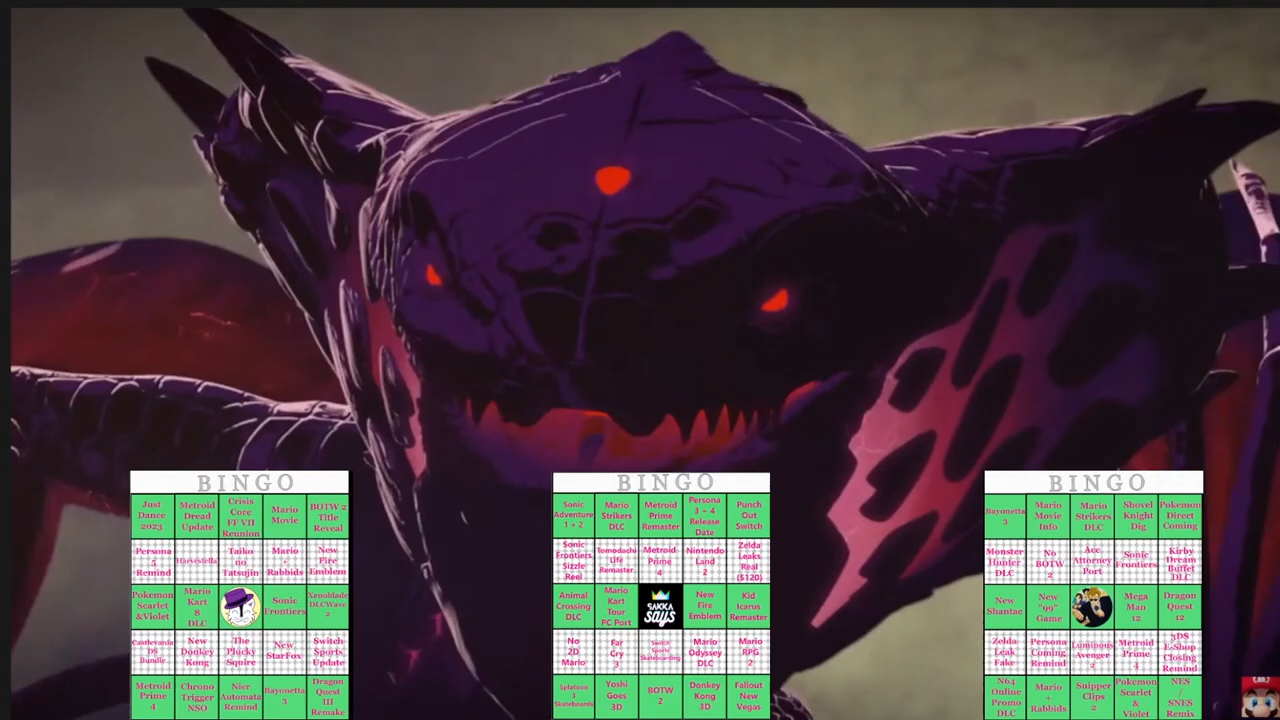 BINGO
Just
Dance
2023
Metroid
Dread
Update
Crisis
Core
FF VII
Reunion
Mario
Movie
BOTW 2
Title
Reveal
Persona
5
Remind
Harvestella
Taiko
no
Tatsujin
Mario
+
Rabbids
New
Fire
Emblem
Pokemon
Scarlet
&Violet
Mario
Kart
8
DLC
Sonic
Frontiers
Xenoblade
DLCWave
2
Castlevania
DS
Bundle
New
Donkey
Kong
The
Plucky
Squire
New
StarFox
Switch
Sports
Update
Metroid
Prime
4
Chrono
Trigger
NSO
Nier
Automata
Remind
Bayonetta
3
Dragon
Quest
III
Remake
BINGO
Sonic
Adventure
1 + 2
Mario
Strikers
DLC
Metroid
Prime
Remaster
Persona
3 + 4
Release
Date
Punch
Out
Switch
Sonic
Frontiers
Sizzle
Reel
Tomodachi
Life
Remaster
Metroid
Prime
4
Nintendo
Land
2
Zelda
Leaks
Real
($120)
Animal
Crossing
DLC
Mario
Kart
Tour
PC Port
SAKKA
SAYS
New
Fire
Emblem
Kid
Icarus
Remaster
No
2D
Mario
Far
Cry
3
Switch
Sports
Skateboarding
Mario
Odyssey
DLC
Mario
RPG
2
Splatoon
3
Skateboards
Yoshi
Goes
3D
BOTW
2
Donkey
Kong
3D
Fallout
New
Vegas
BINGO
Bayonetta
3
Mario
Movie
Info
Mario
Strikers
DLC
Shovel
Knight
Dig
Pokemon
Direct
Coming
Monster
Hunter
DLC
No
BOTW
2
Ace
Attorney
Port
Sonic
Frontiers
Kirby
Dream
Buffet
DLC
New
Shantae
New
"99"
Game
Mega
Man
12
Dragon
Quest
12
Zelda
Leak
Fake
Persona
Coming
Remind
Luminous
Avenger
2
Metroid
Prime
4
3DS
E-Shop
Closing
Remind
N64
Online
Promo
DLC
Mario
+
Rabbids
Snipper
Clips
2
Pokemon
Scarlet
&
Violet
NES
/
SNES
Remix